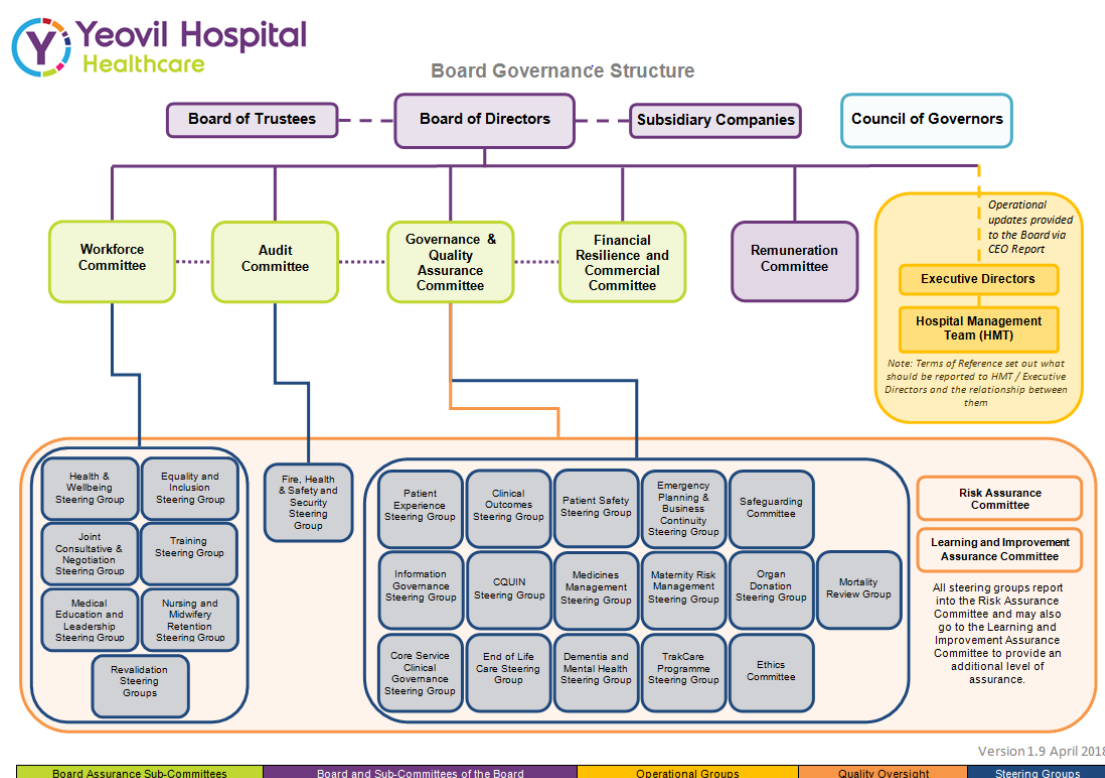 Yeovil Hospital
Healthcare
Board Governance Structure
Board of Trustees
Board of Directors
Subsidiary Companies
Council of Governors
Workforce
Committee
Audit
Committee
Governance &
Quality
Assurance
Committee
Financial
Resilience and
Commercial
Committee
Remuneration
Committee
Operational
updates provided
to the Board via
CEO Report
Executive Directors
Hospital Management
Team (HMT)
Note: Terms of Reference set out what
should be reported to HMT / Executive
Directors and the relationship between
them
Health &
Wellbeing
Steering Group
Equality and
Inclusion
Steering Group
Joint
Consultative &
Negotiation
Steering Group
Training
Steering Group
Medical
Education and
Leadership
Steering Group
Nursing and
Midwifery
Retention
Steering Group
Revalidation
Steering
Groups
Fire, Health
& Safety and
Security
Steering
Group
Patient
Experience
Steering Group
Clinical
Outcomes
Steering Group
Patient Safety
Steering Group
Emergency
Planning &
Business
Continuity
Steering Group
Safeguarding
Committee
Information
Governance
Steering Group
CQUIN
Steering Group
Medicines
Management
Steering Group
Maternity Risk
Management
Steering Group
Organ
Donation
Steering Group
Mortality
Review Group
Core Service
Clinical
Governance
Steering Group
End of Life
Care Steering
Group
Dementia and
Mental Health
Steering Group
TrakCare
Programme
Steering Group
Ethics
Committee
Risk Assurance
Committee
Learning and Improvement
Assurance Committee
All steering groups report
into the Risk Assurance
Committee and may also
go to the Learning and
Improvement Assurance
Committee to provide an
additional level of
assurance.
Version 1.9 April 2018
Board Assurance Sub-Committees
Board and Sub-Committees of the Board
Operational Groups
Quality Oversight
Steering Groups